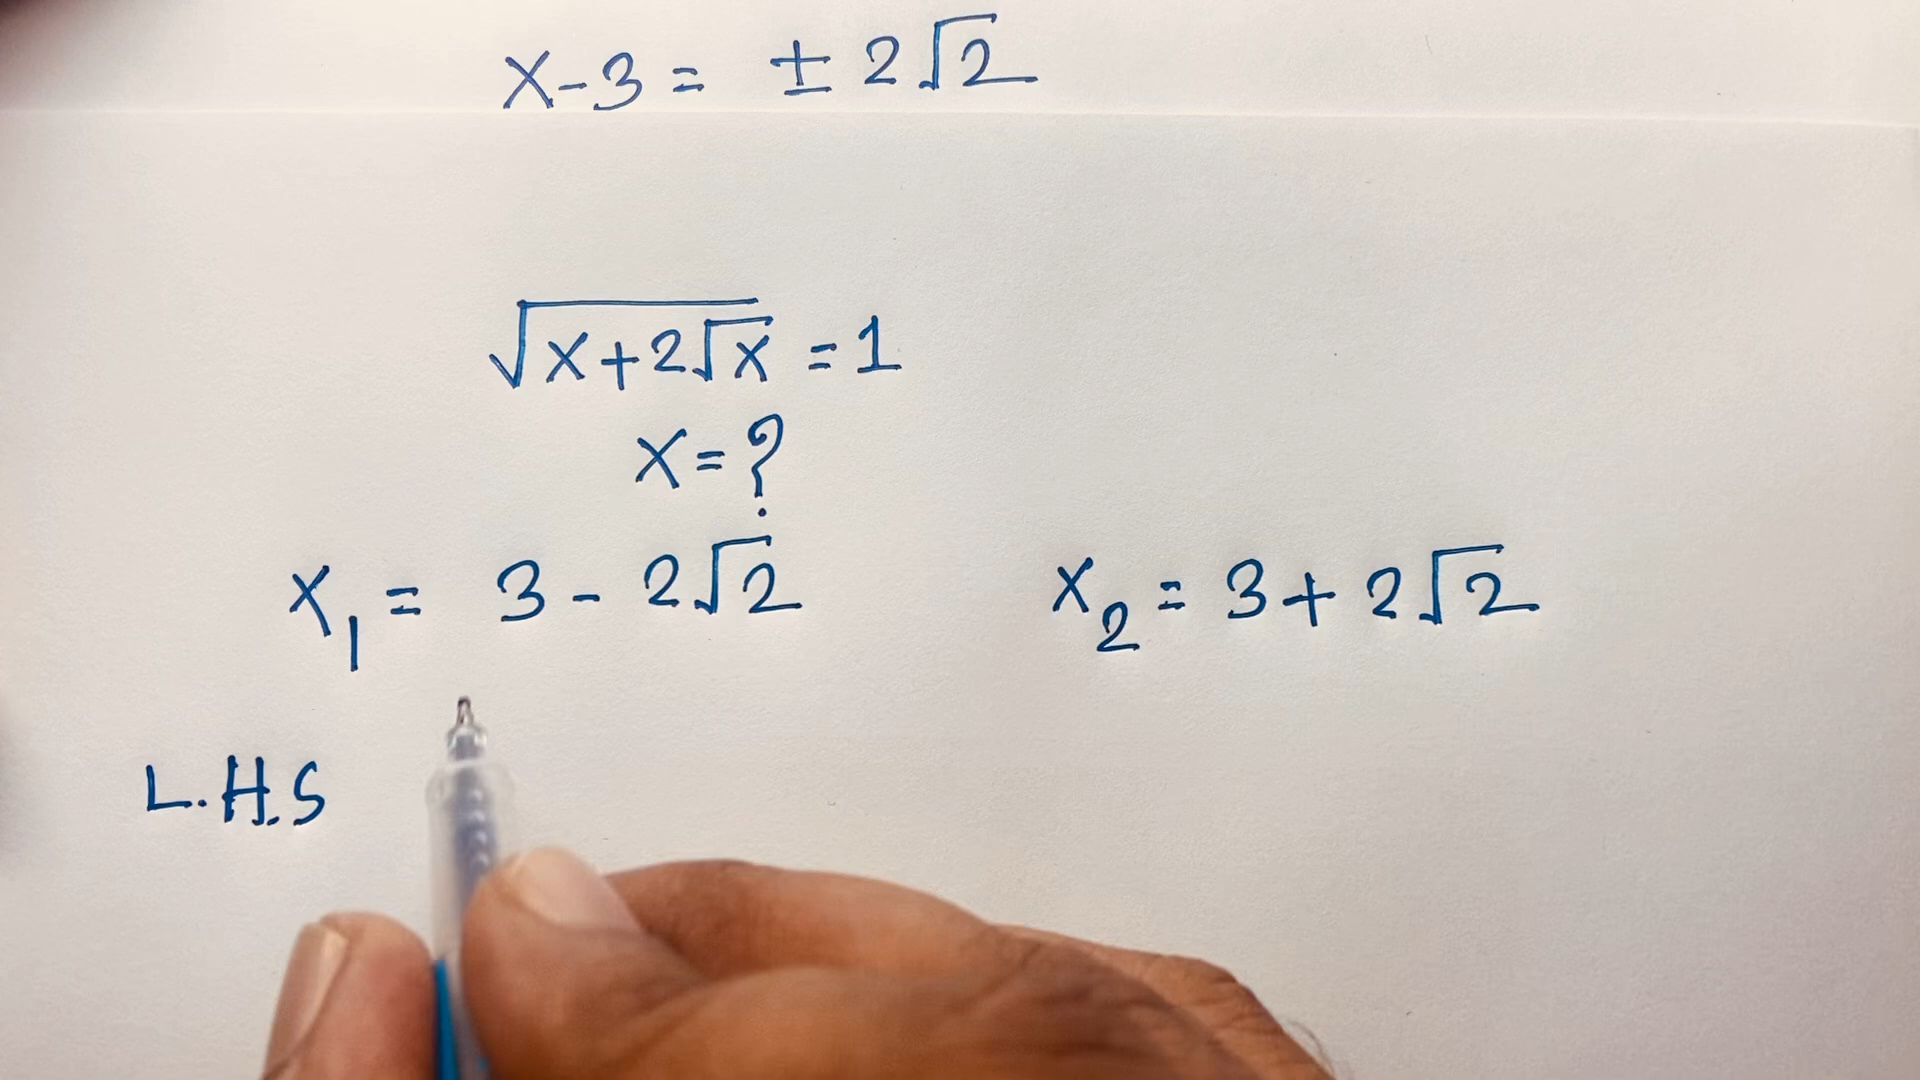 x-3 = ± 2√2
√(x+2√x) = 1
x = ?
x₁ = 3 - 2√2
x₂ = 3 + 2√2
L.H.S